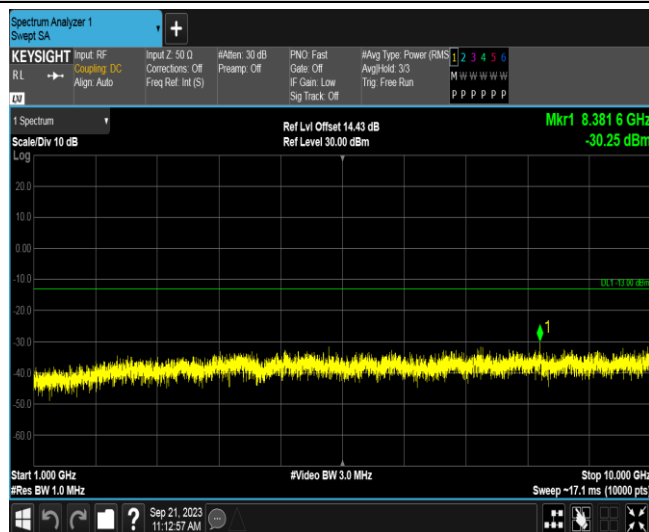 Spectrum Analyzer 1
Swept SA
+
KEYSIGHT
RL
LXI
Input: RF
Coupling: DC
Align: Auto
Input Z: 50 Ω
Corrections: Off
Freq Ref: Int (S)
#Atten: 30 dB
Preamp: Off
PNO: Fast
Gate: Off
IF Gain: Low
Sig Track: Off
#Avg Type: Power (RMS
Avg|Hold: 3/3
Trig: Free Run
1 2 3 4 5 6
M W W W W W
P P P P P P
1 Spectrum
Scale/Div 10 dB
Log
Ref Lvl Offset 14.43 dB
Ref Level 30.00 dBm
Mkr1 8.381 6 GHz
-30.25 dBm
20.0
10.0
0.00
-10.0
DL1 -13.00 dBm
-20.0
-30.0
1
-40.0
-50.0
-60.0
Start 1.000 GHz
#Res BW 1.0 MHz
#Video BW 3.0 MHz
Stop 10.000 GHz
Sweep ~17.1 ms (10000 pts)
?
Sep 21, 2023
11:12:57 AM